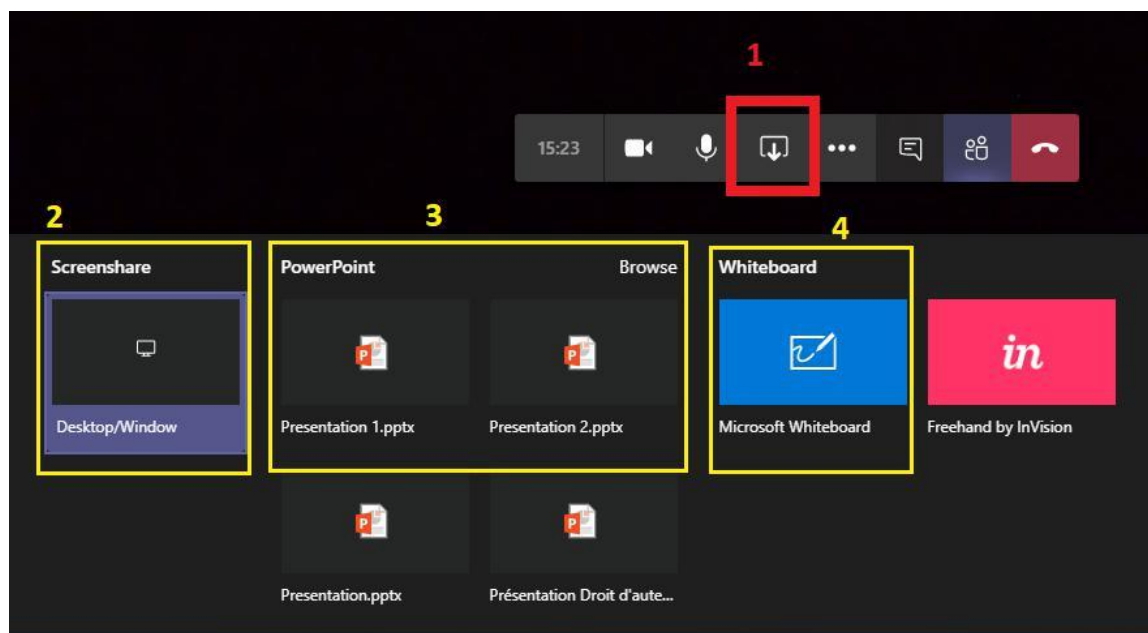 1
15:23
2
3
4
Screenshare
PowerPoint Browse
Whiteboard
in
Desktop/Window
Presentation 1.pptx
Presentation 2.pptx
Microsoft Whiteboard
Freehand by InVision
P
P
P
P
Presentation.pptx
Présentation Droit d'aute...